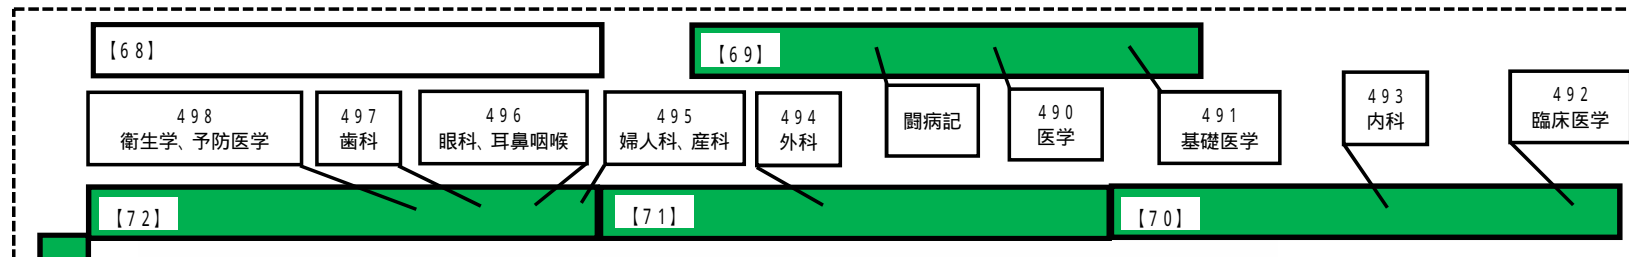 【68】
【69】
498
衛生学、予防医学
497
歯科
496
眼科、耳鼻咽喉
495
婦人科、産科
494
外科
闘病記
490
医学
491
基礎医学
493
内科
492
臨床医学
【72】
【71】
【70】